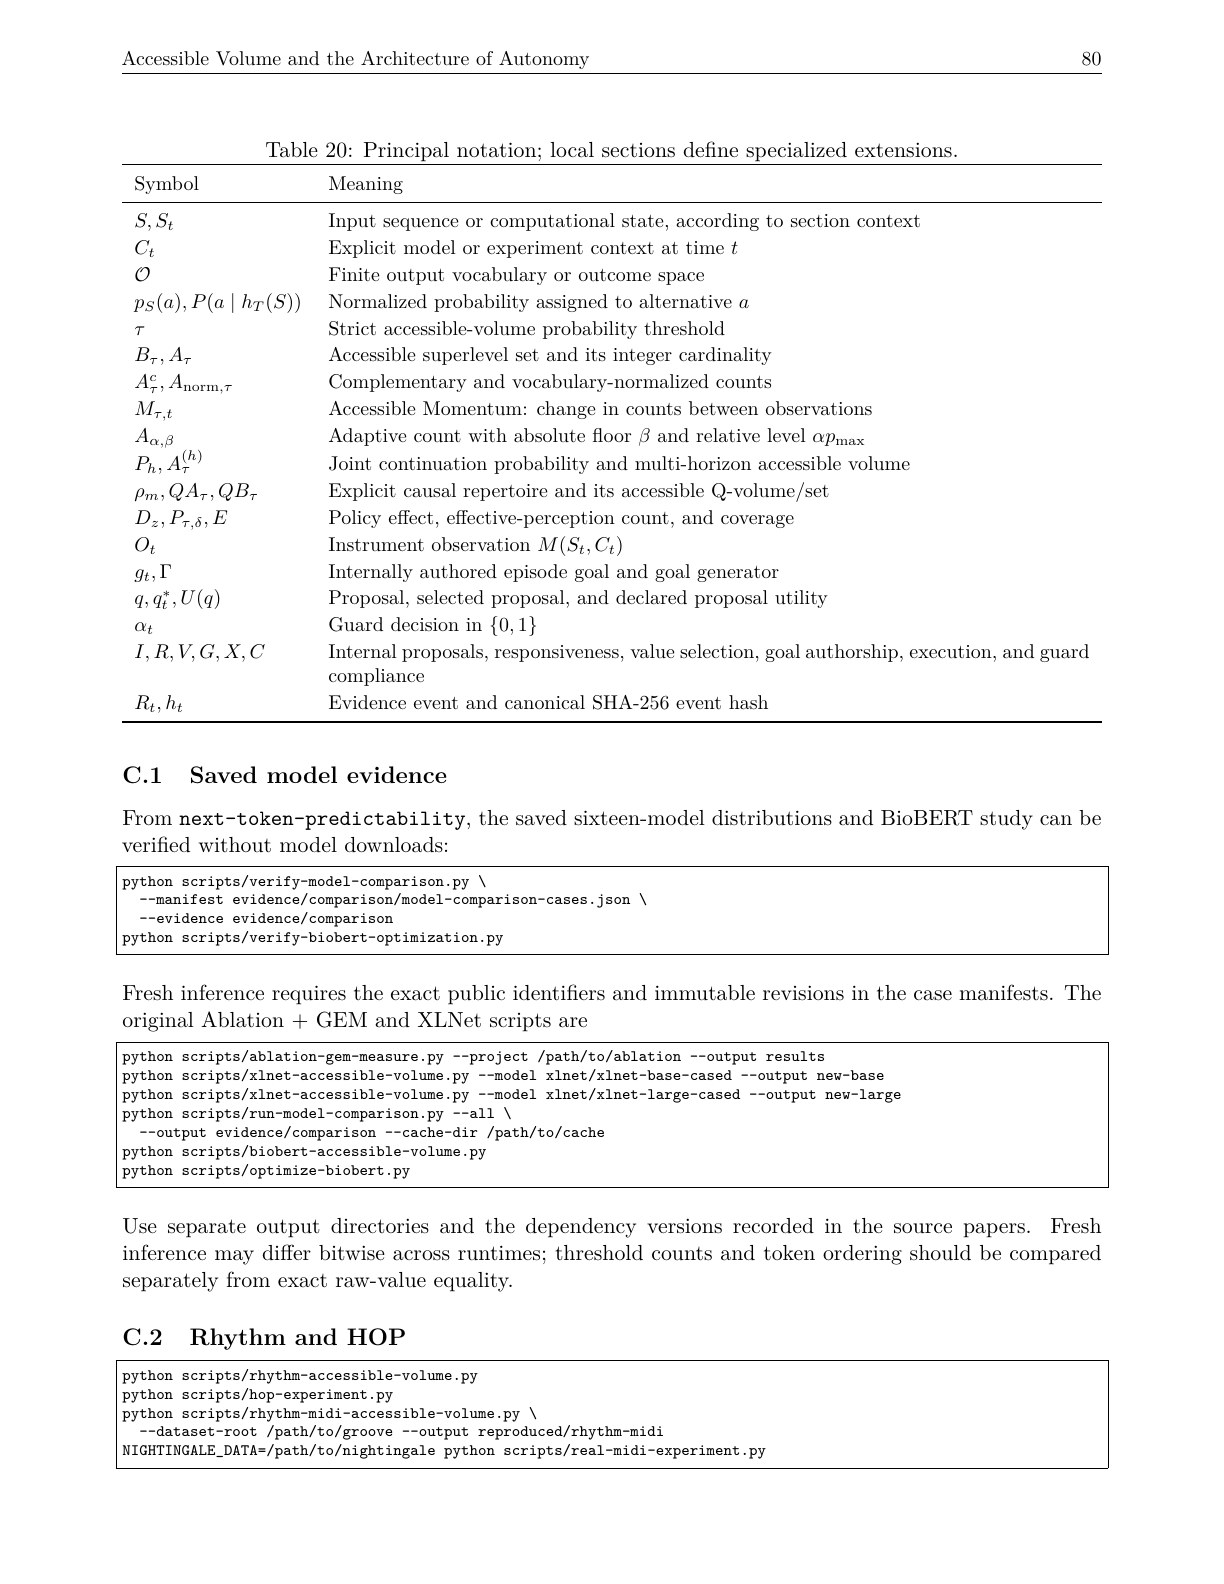 Accessible Volume and the Architecture of Autonomy 80
Table 20: Principal notation; local sections define specialized extensions.
Symbol Meaning
S, S_t Input sequence or computational state, according to section context
C_t Explicit model or experiment context at time t
𝒪 Finite output vocabulary or outcome space
p_S(a), P(a | h_T(S)) Normalized probability assigned to alternative a
τ Strict accessible-volume probability threshold
B_τ, A_τ Accessible superlevel set and its integer cardinality
A^c_τ, A_norm,τ Complementary and vocabulary-normalized counts
M_τ,t Accessible Momentum: change in counts between observations
A_α,β Adaptive count with absolute floor β and relative level αp_max
P_h, A_τ^(h) Joint continuation probability and multi-horizon accessible volume
ρ_m, QA_τ, QB_τ Explicit causal repertoire and its accessible Q-volume/set
D_z, P_τ,δ, E Policy effect, effective-perception count, and coverage
O_t Instrument observation M(S_t, C_t)
g_t, Γ Internally authored episode goal and goal generator
q, q*_t, U(q) Proposal, selected proposal, and declared proposal utility
α_t Guard decision in {0, 1}
I, R, V, G, X, C Internal proposals, responsiveness, value selection, goal authorship, execution, and guard
compliance
R_t, h_t Evidence event and canonical SHA-256 event hash
C.1 Saved model evidence
From next-token-predictability, the saved sixteen-model distributions and BioBERT study can be
verified without model downloads:
python scripts/verify-model-comparison.py \
  --manifest evidence/comparison/model-comparison-cases.json \
  --evidence evidence/comparison
python scripts/verify-biobert-optimization.py
Fresh inference requires the exact public identifiers and immutable revisions in the case manifests. The
original Ablation + GEM and XLNet scripts are
python scripts/ablation-gem-measure.py --project /path/to/ablation --output results
python scripts/xlnet-accessible-volume.py --model xlnet/xlnet-base-cased --output new-base
python scripts/xlnet-accessible-volume.py --model xlnet/xlnet-large-cased --output new-large
python scripts/run-model-comparison.py --all \
  --output evidence/comparison --cache-dir /path/to/cache
python scripts/biobert-accessible-volume.py
python scripts/optimize-biobert.py
Use separate output directories and the dependency versions recorded in the source papers. Fresh
inference may differ bitwise across runtimes; threshold counts and token ordering should be compared
separately from exact raw-value equality.
C.2 Rhythm and HOP
python scripts/rhythm-accessible-volume.py
python scripts/hop-experiment.py
python scripts/rhythm-midi-accessible-volume.py \
  --dataset-root /path/to/groove --output reproduced/rhythm-midi
NIGHTINGALE_DATA=/path/to/nightingale python scripts/real-midi-experiment.py